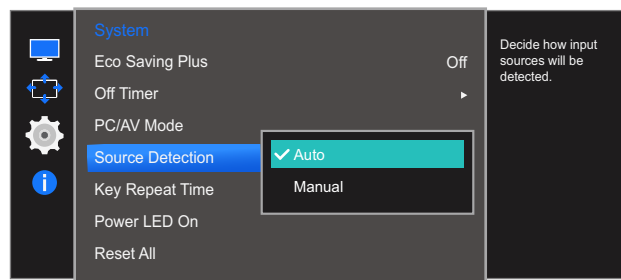 System
Eco Saving Plus Off
Off Timer
PC/AV Mode
Source Detection
Auto
Manual
Key Repeat Time
Power LED On
Reset All
Decide how input
sources will be
detected.